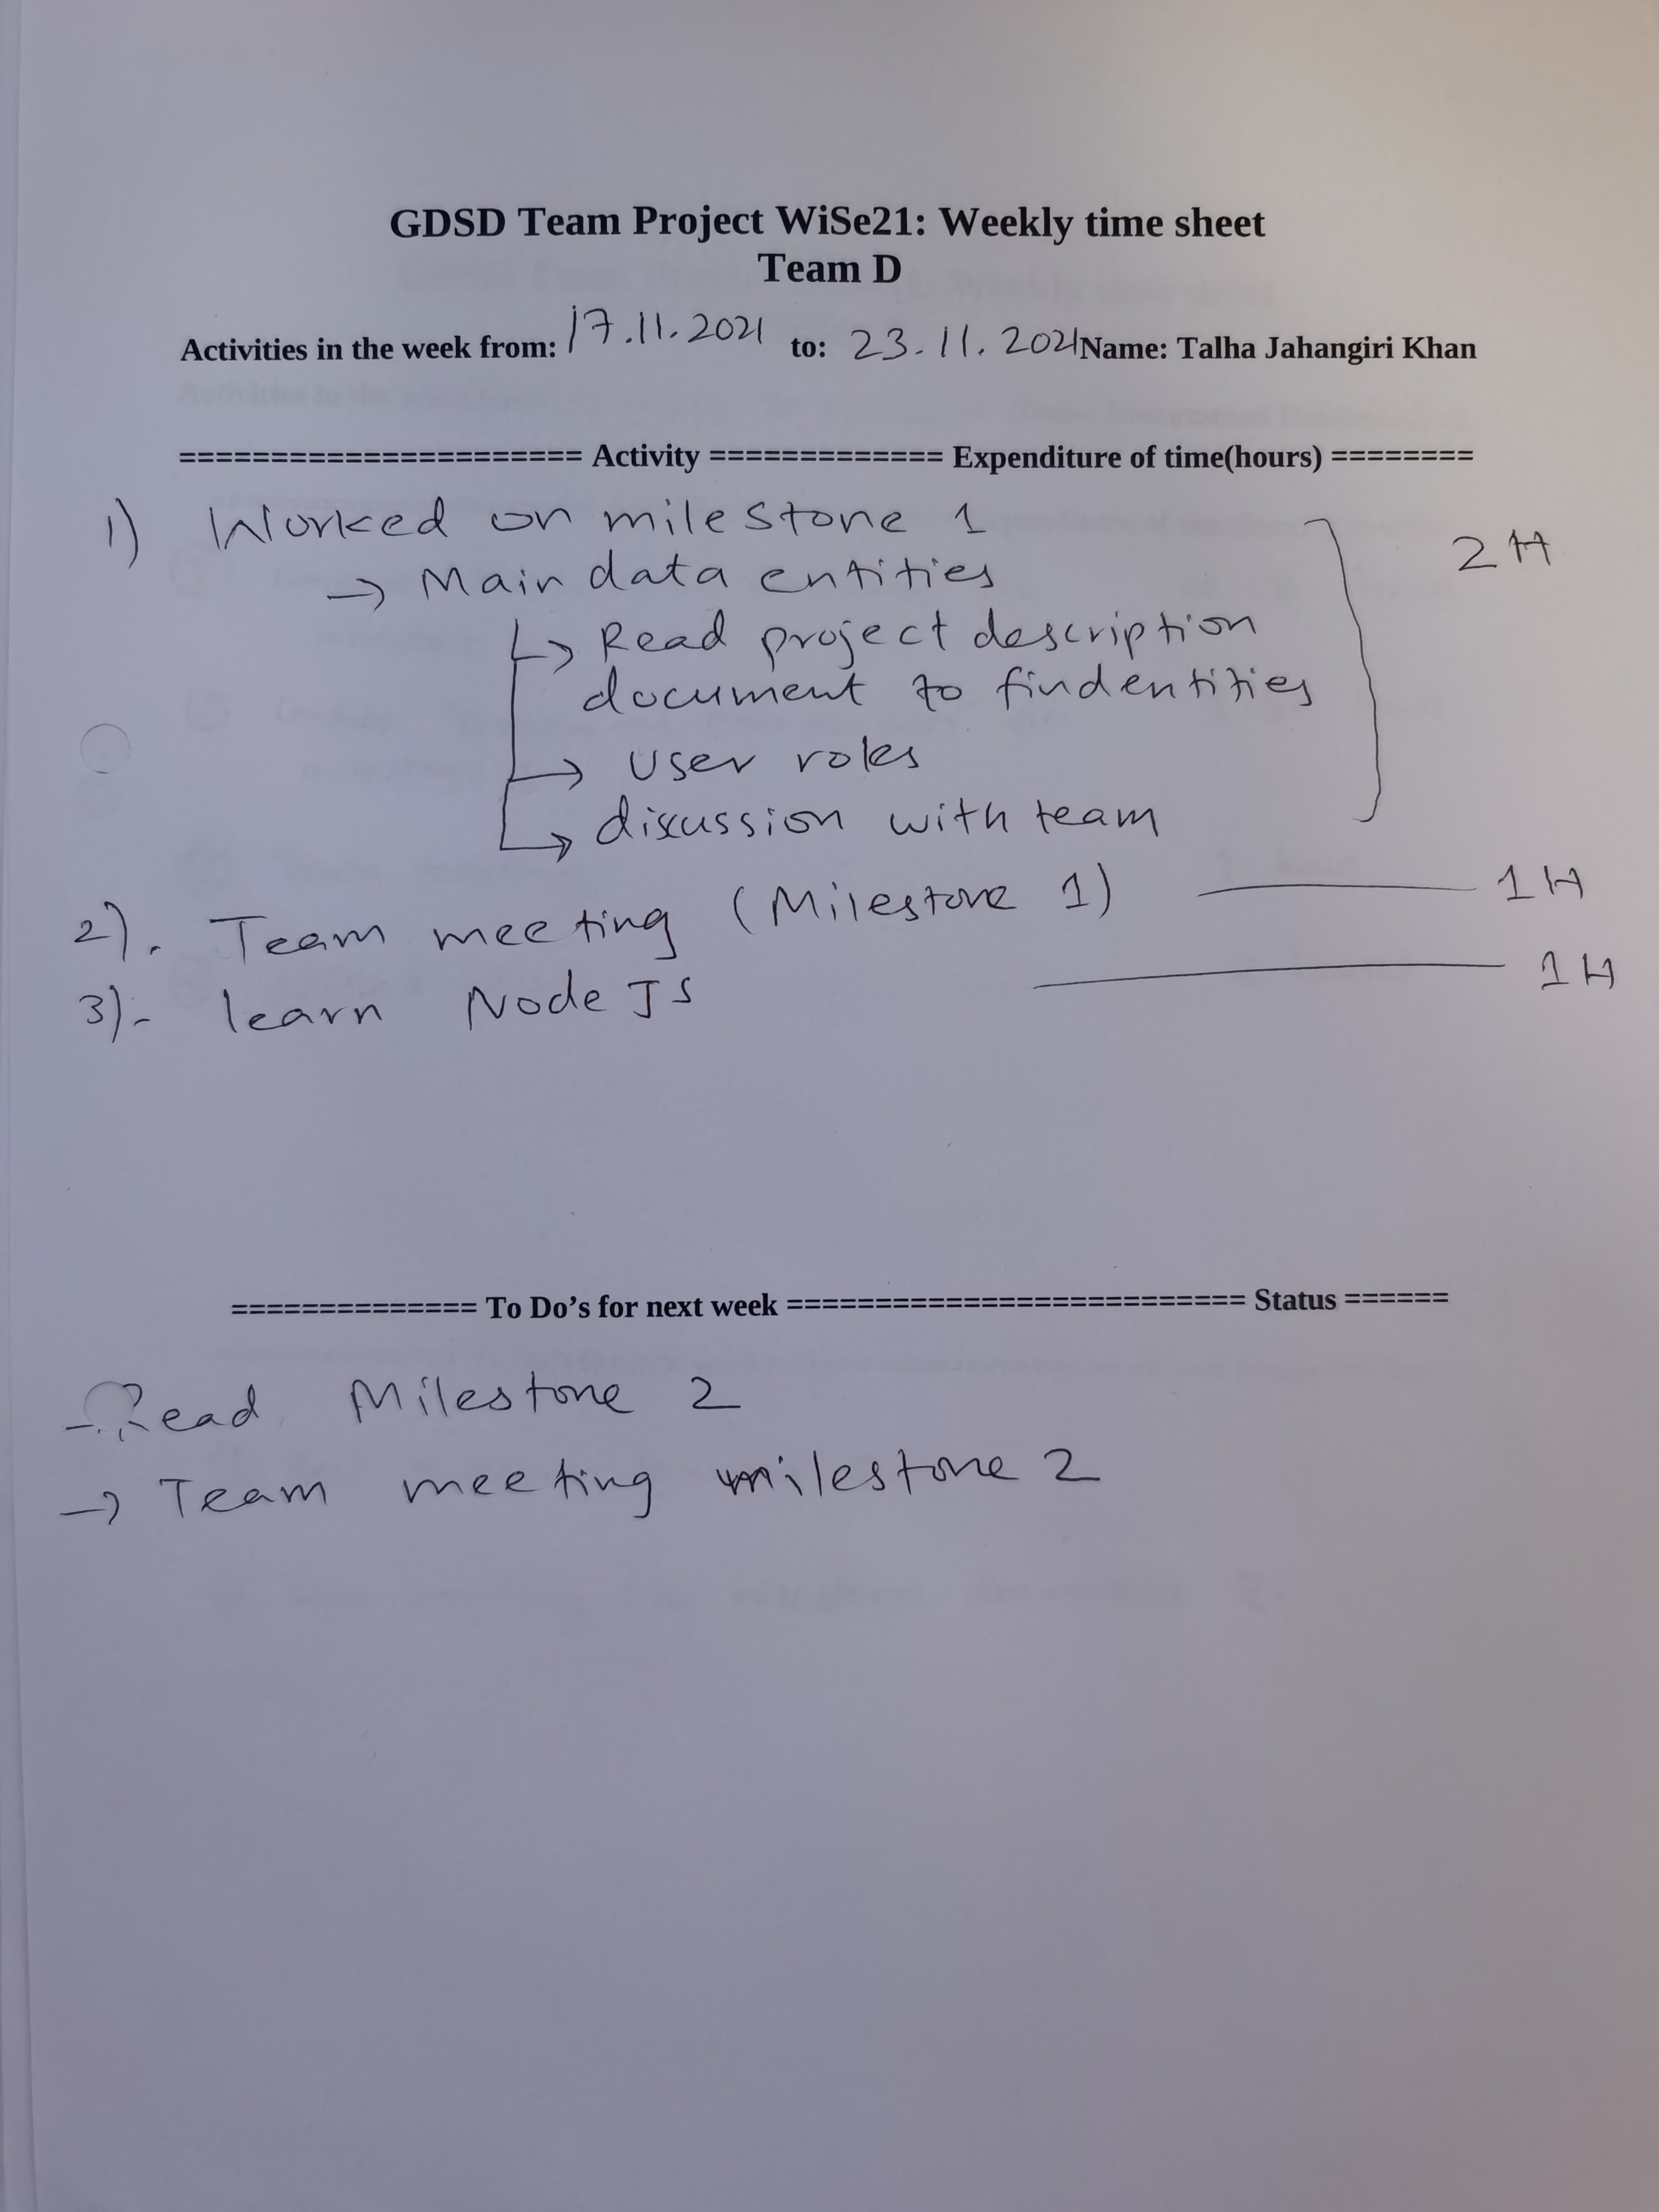 GDSD Team Project WiSe21: Weekly time sheet
Team D
Activities in the week from: 17.11.2021 to: 23.11.2021 Name: Talha Jahangiri Khan
====================== Activity ============= Expenditure of time(hours) ========
1) Worked on milestone 1 2H
→ Main data entities
↳ Read project description
document to find entities
→ User roles
↳ discussion with team
2). Team meeting (Milestone 1) — 1H
3).- learn Node JS — 1H
============== To Do’s for next week ========================== Status ======
- Read Milestone 2
→ Team meeting milestone 2